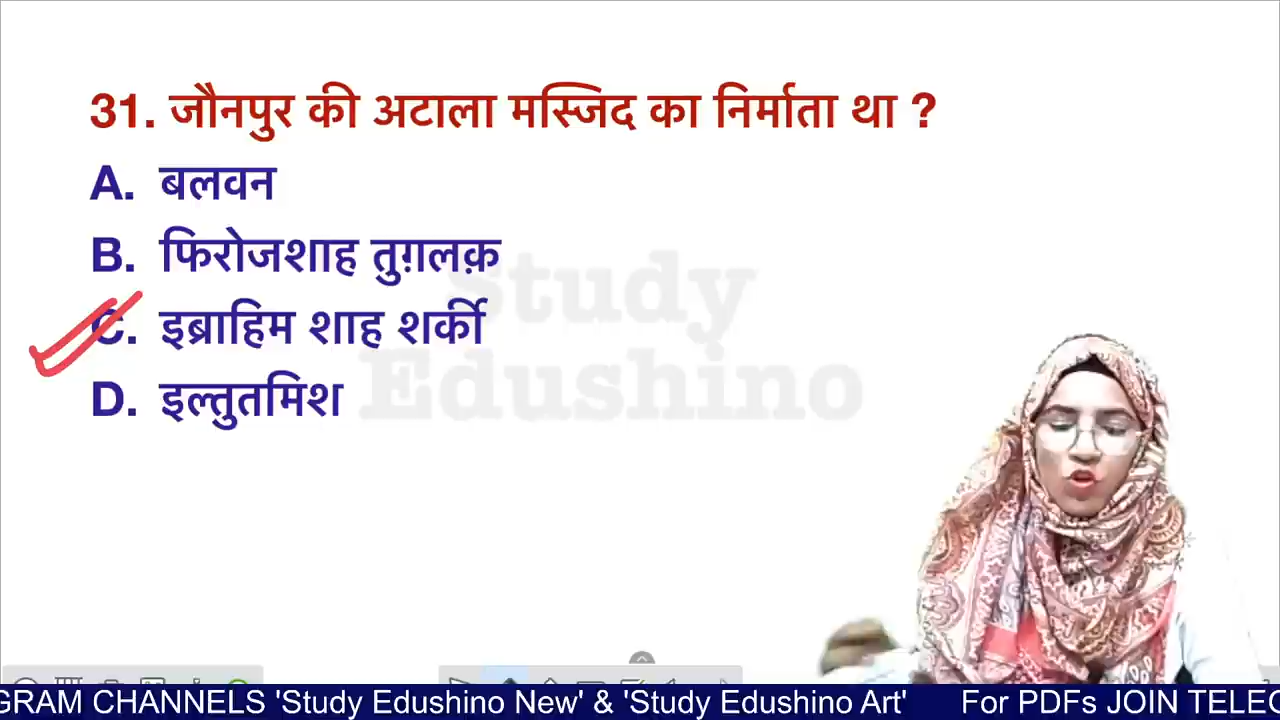 31. जौनपुर की अटाला मस्जिद का निर्माता था ?
A. बलवन
B. फिरोजशाह तुग़लक़
C. इब्राहिम शाह शर्की
D. इल्तुतमिश
Study
Edushino
GRAM CHANNELS 'Study Edushino New' & 'Study Edushino Art' For PDFs JOIN TELEG